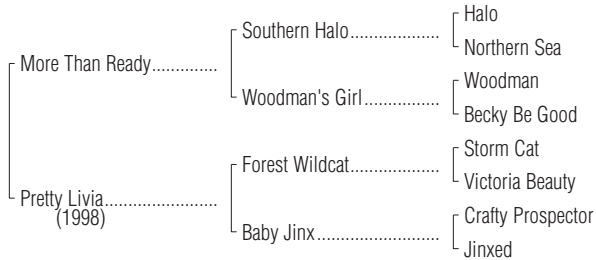 Halo
Southern Halo..................
Northern Sea
More Than Ready.............
Woodman
Woodman's Girl...............
Becky Be Good
Storm Cat
Forest Wildcat..................
Victoria Beauty
Pretty Livia......................
(1998)
Crafty Prospector
Baby Jinx.........................
Jinxed